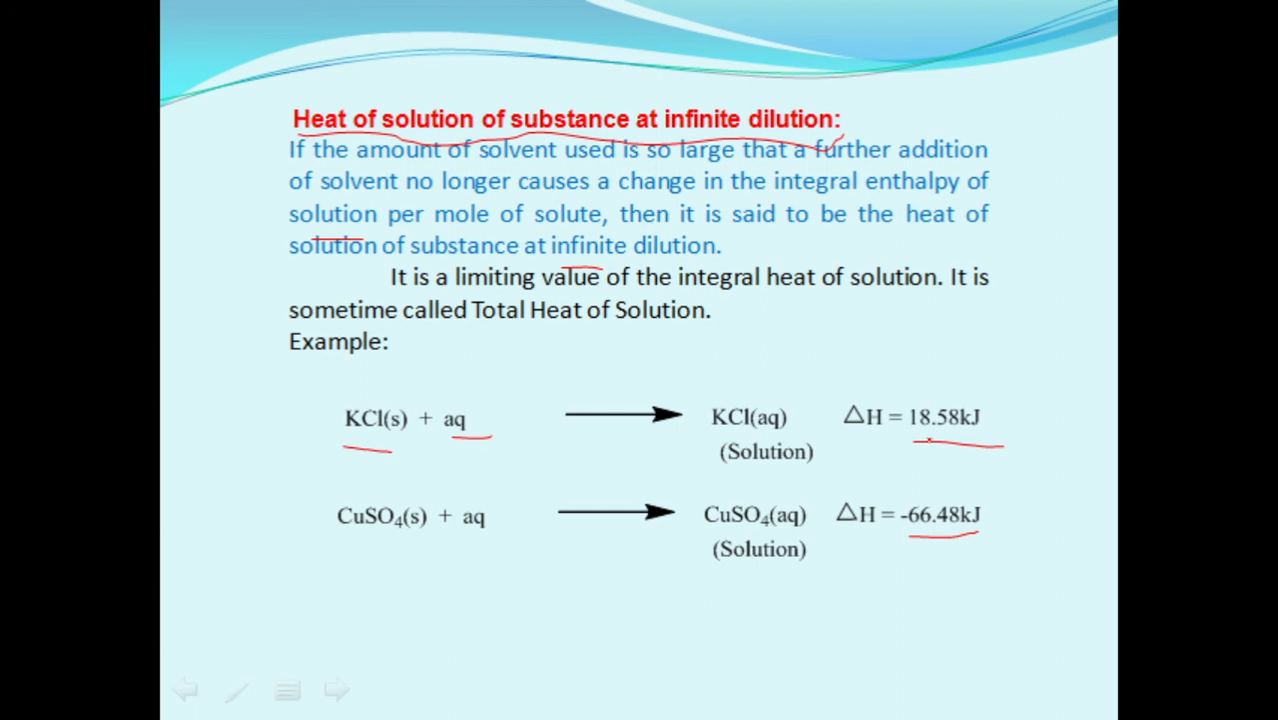 Heat of solution of substance at infinite dilution:
If the amount of solvent used is so large that a further addition
of solvent no longer causes a change in the integral enthalpy of
solution per mole of solute, then it is said to be the heat of
solution of substance at infinite dilution.
It is a limiting value of the integral heat of solution. It is
sometime called Total Heat of Solution.
Example:
KCl(s) + aq KCl(aq) △H = 18.58kJ
(Solution)
CuSO₄(s) + aq CuSO₄(aq) △H = -66.48kJ
(Solution)